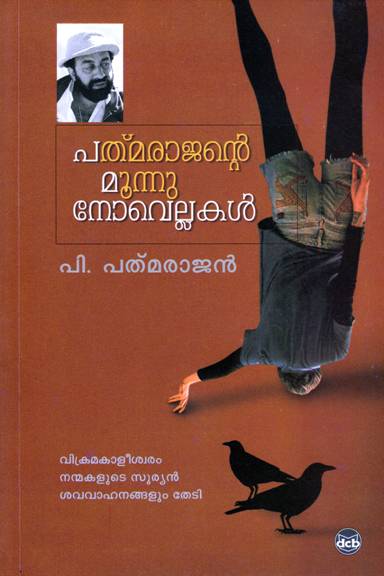 പത്മരാജന്റെ
മൂന്നു
നോവെല്ലകൾ
പി. പത്മരാജൻ
വിക്രമകാളീശ്വരം
നന്മകളുടെ സൂര്യൻ
ശവവാഹനങ്ങളും തേടി
dcb